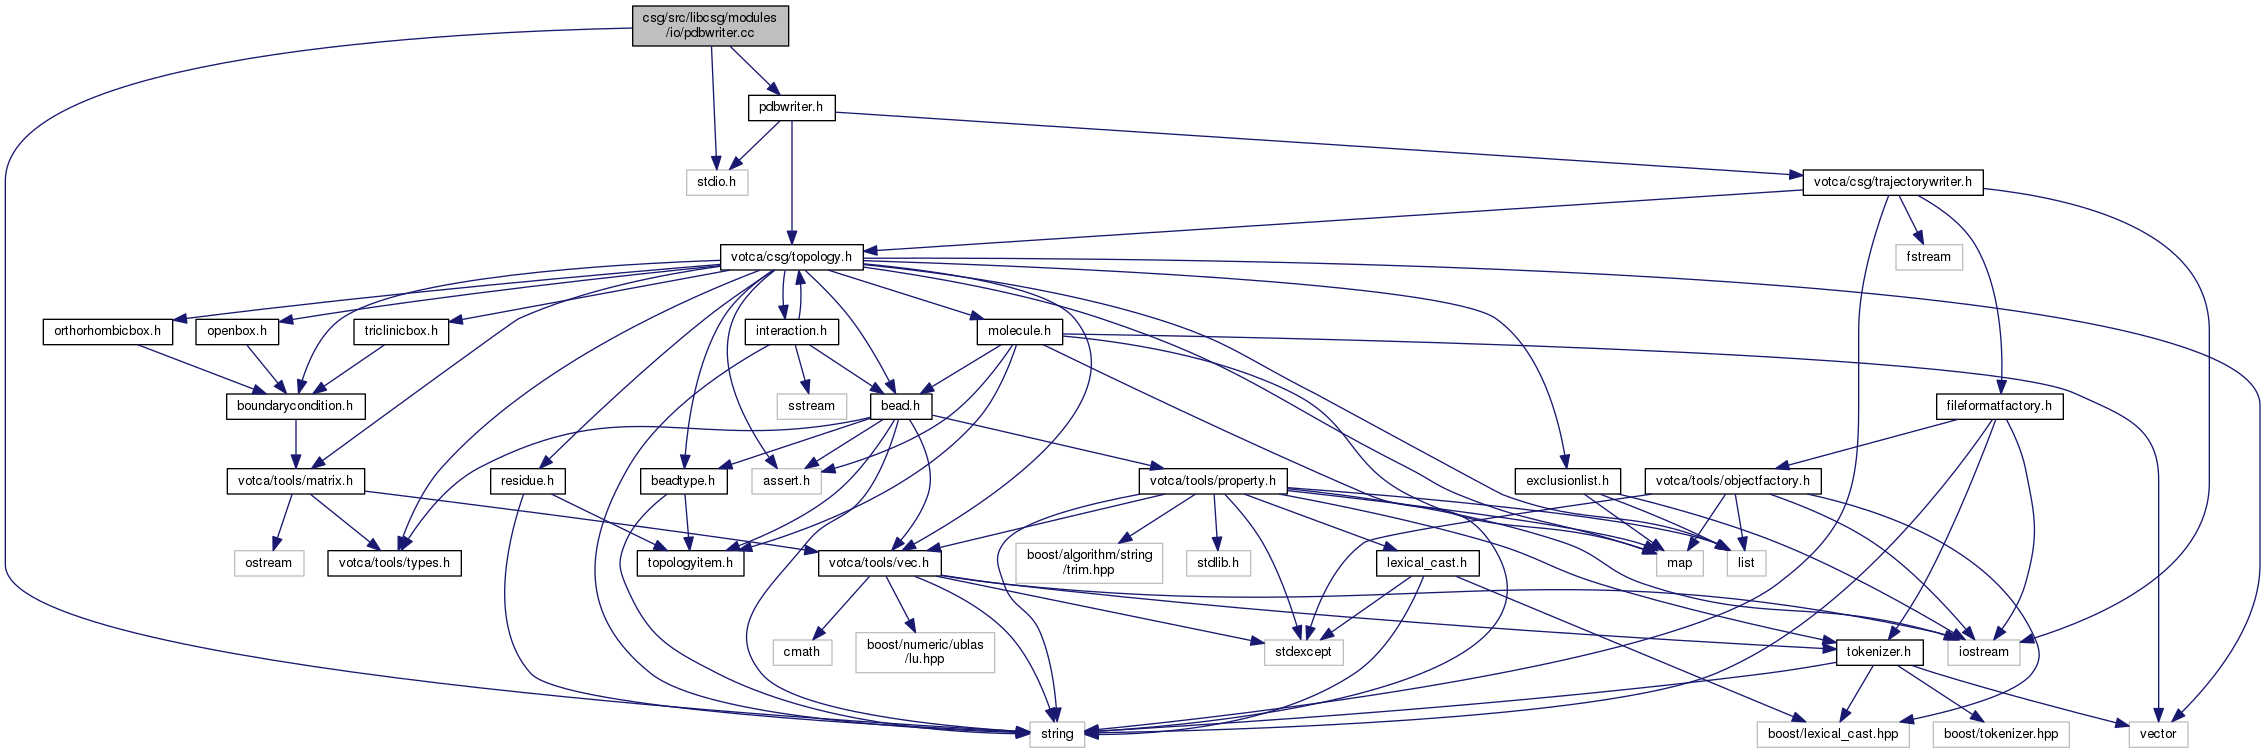 csg/src/libcsg/modules
/io/pdbwriter.cc
pdbwriter.h
stdio.h
votca/csg/trajectorywriter.h
votca/csg/topology.h
fstream
orthorhombicbox.h
openbox.h
triclinicbox.h
interaction.h
molecule.h
boundarycondition.h
sstream
bead.h
fileformatfactory.h
votca/tools/matrix.h
residue.h
beadtype.h
assert.h
votca/tools/property.h
exclusionlist.h
votca/tools/objectfactory.h
ostream
votca/tools/types.h
topologyitem.h
votca/tools/vec.h
boost/algorithm/string
/trim.hpp
stdlib.h
lexical_cast.h
map
list
cmath
boost/numeric/ublas
/lu.hpp
stdexcept
tokenizer.h
iostream
string
boost/lexical_cast.hpp
boost/tokenizer.hpp
vector